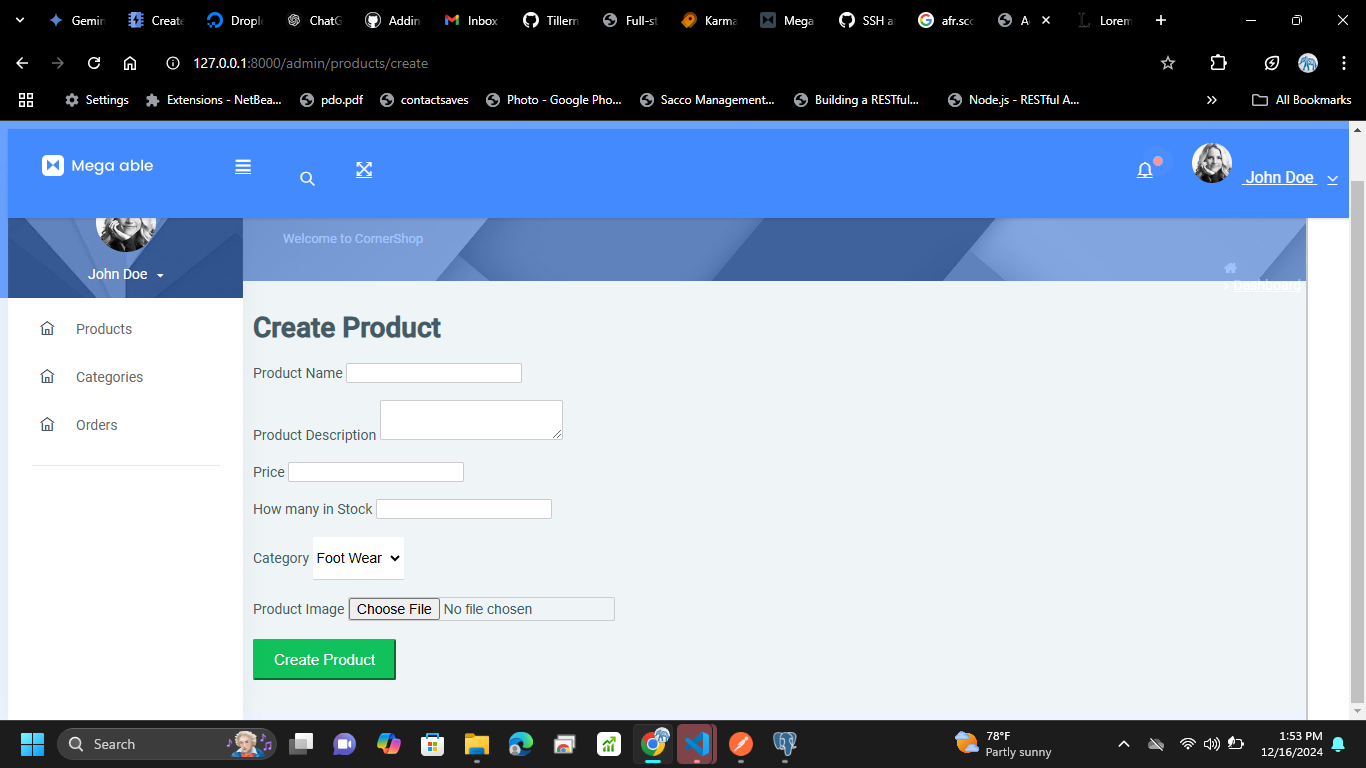 Gemin
Create
Drople
ChatG
Addin
Inbox
Tillern
Full-st
Karma
Mega
SSH a
afr.scc
A
Lorem
127.0.0.1:8000/admin/products/create
Settings
Extensions - NetBea...
pdo.pdf
contactsaves
Photo - Google Pho...
Sacco Management...
Building a RESTful...
Node.js - RESTful A...
All Bookmarks
Mega able
John Doe
Welcome to CornerShop
John Doe
Dashboard
Products
Categories
Orders
Create Product
Product Name
Product Description
Price
How many in Stock
Category Foot Wear
Product Image Choose File No file chosen
Create Product
Search
78°F
Partly sunny
1:53 PM
12/16/2024